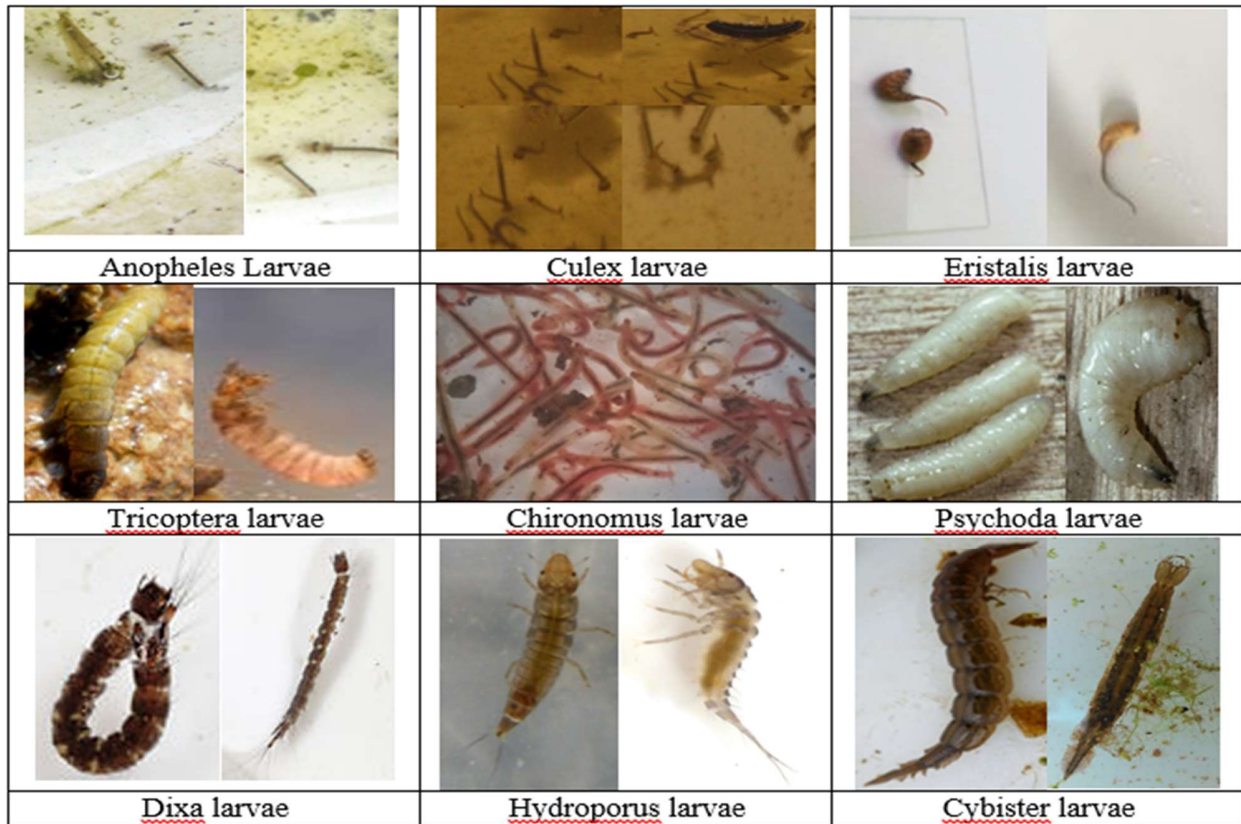 Anopheles Larvae
Culex larvae
Eristalis larvae
Tricoptera larvae
Chironomus larvae
Psychoda larvae
Dixa larvae
Hydroporus larvae
Cybister larvae